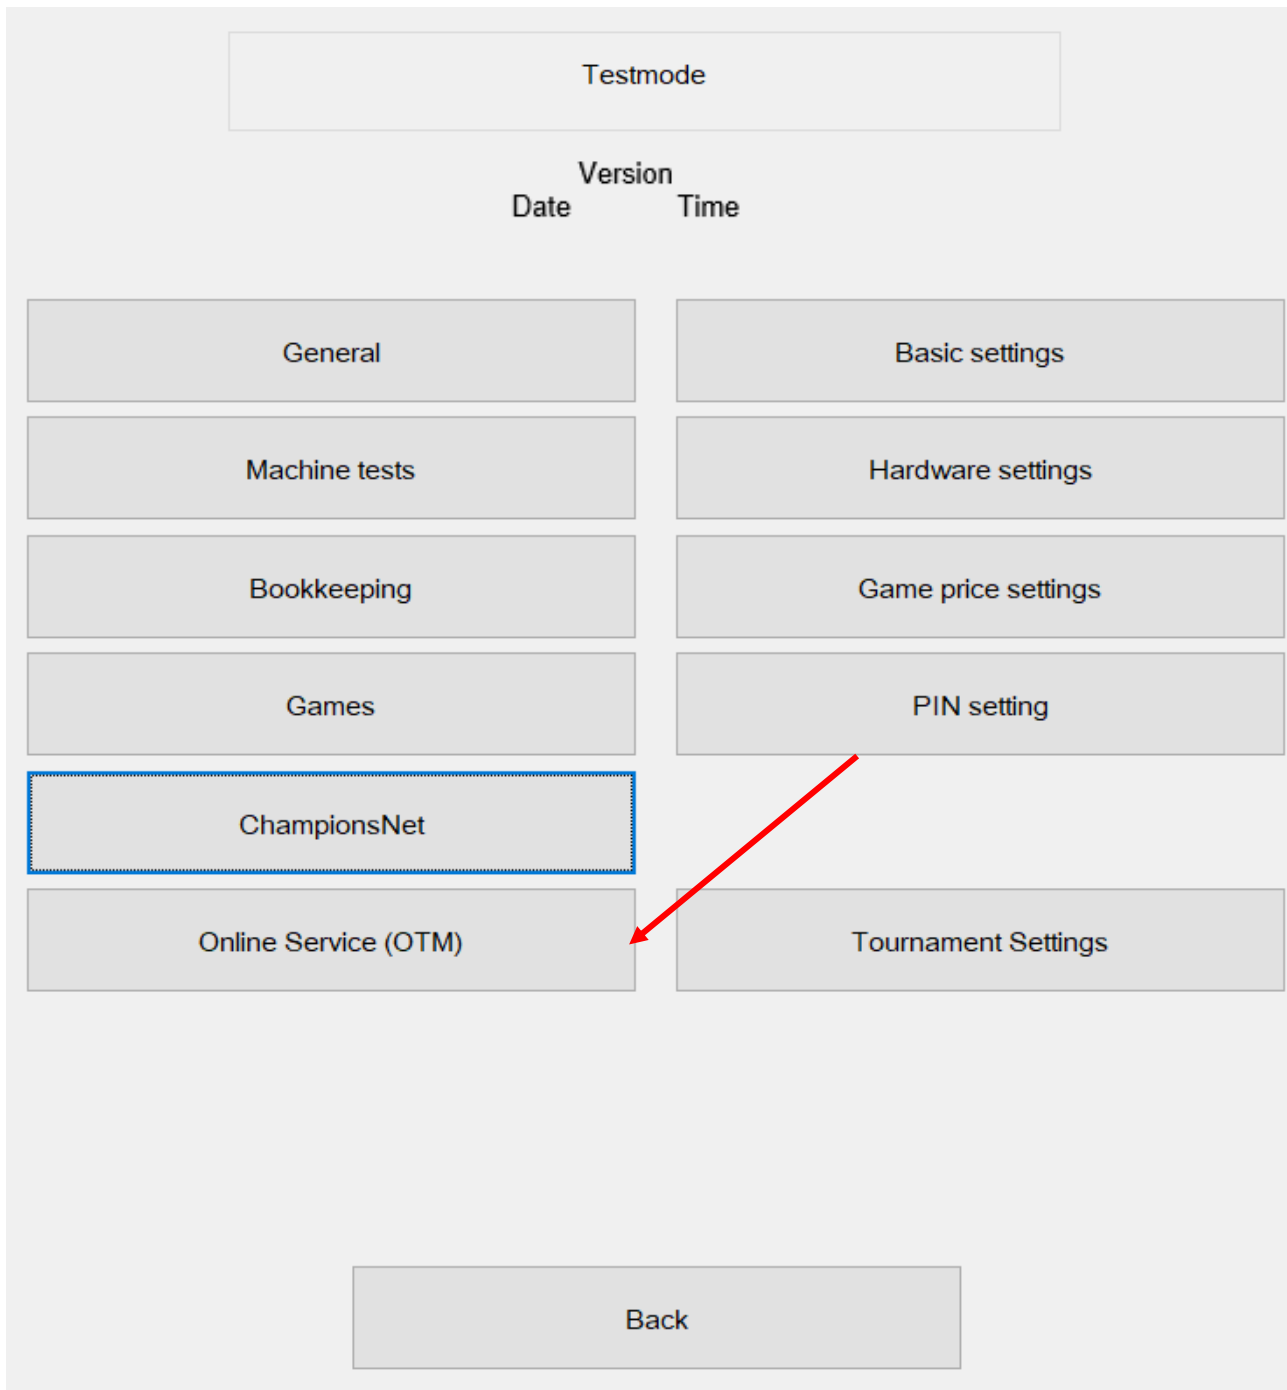 Testmode
Version
Date Time
General
Basic settings
Machine tests
Hardware settings
Bookkeeping
Game price settings
Games
PIN setting
ChampionsNet
Online Service (OTM)
Tournament Settings
Back